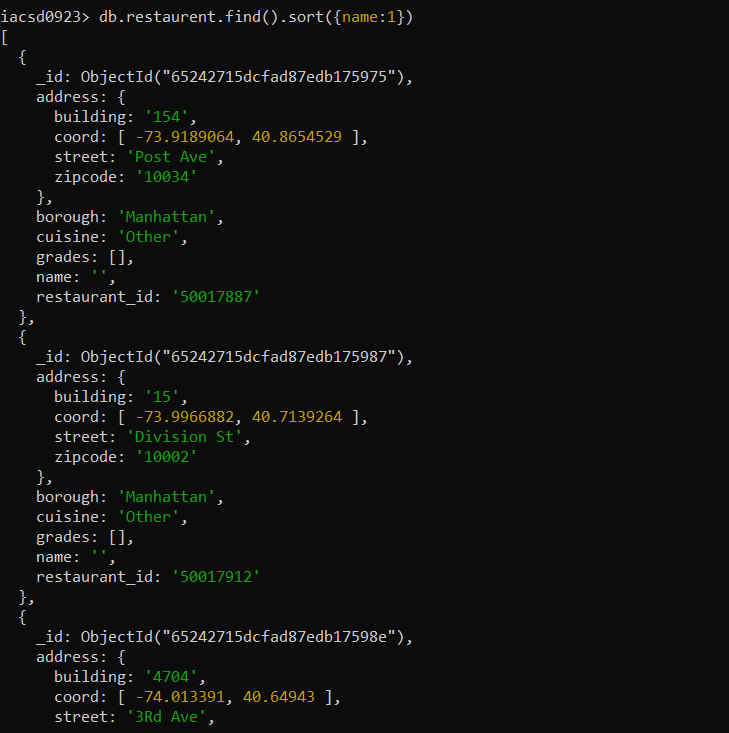 iacsd0923> db.restaurent.find().sort({name:1})
[
  {
    _id: ObjectId("65242715dcfad87edb175975"),
    address: {
      building: '154',
      coord: [ -73.9189064, 40.8654529 ],
      street: 'Post Ave',
      zipcode: '10034'
    },
    borough: 'Manhattan',
    cuisine: 'Other',
    grades: [],
    name: '',
    restaurant_id: '50017887'
  },
  {
    _id: ObjectId("65242715dcfad87edb175987"),
    address: {
      building: '15',
      coord: [ -73.9966882, 40.7139264 ],
      street: 'Division St',
      zipcode: '10002'
    },
    borough: 'Manhattan',
    cuisine: 'Other',
    grades: [],
    name: '',
    restaurant_id: '50017912'
  },
  {
    _id: ObjectId("65242715dcfad87edb17598e"),
    address: {
      building: '4704',
      coord: [ -74.013391, 40.64943 ],
      street: '3Rd Ave',